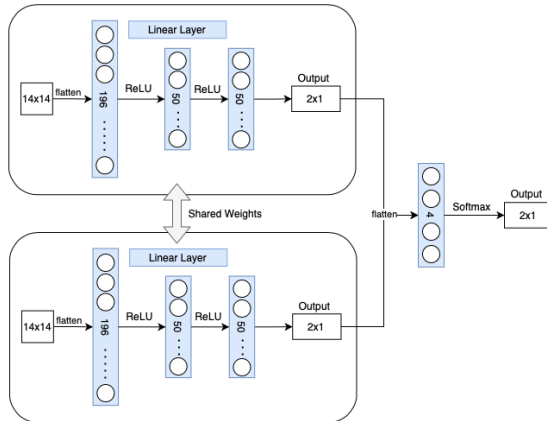 Linear Layer
14x14
flatten
196
ReLU
50
ReLU
50
Output
2x1
Shared Weights
flatten
4
Softmax
Output
2x1
Linear Layer
14x14
flatten
196
ReLU
50
ReLU
50
Output
2x1